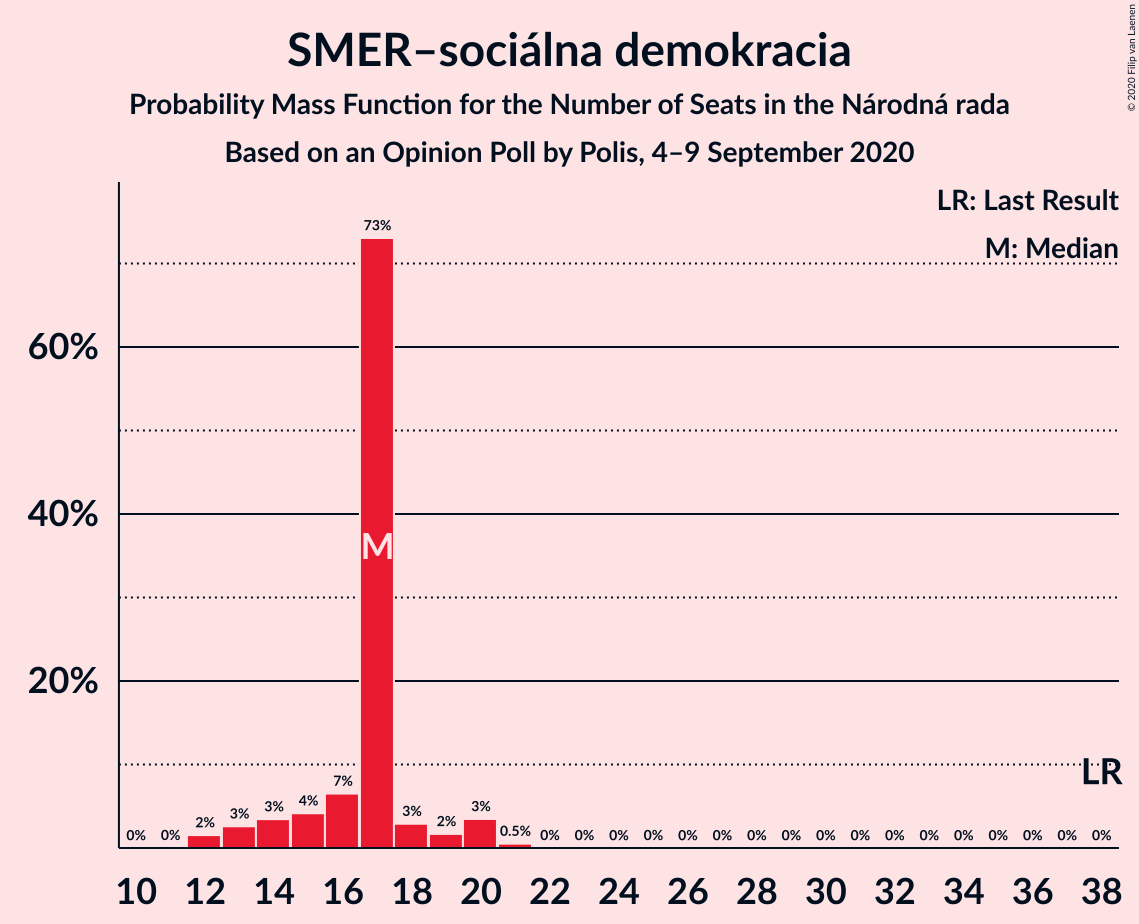 SMER–sociálna demokracia
Probability Mass Function for the Number of Seats in the Národná rada
Based on an Opinion Poll by Polis, 4–9 September 2020
© 2020 Filip van Laenen
LR: Last Result
M: Median
60%
40%
20%
0% 0% 2% 3% 3% 4% 7% 73% 3% 2% 3% 0.5% 0% 0% 0% 0% 0% 0% 0% 0% 0% 0% 0% 0% 0% 0% 0% 0% 0%
M
LR
10 12 14 16 18 20 22 24 26 28 30 32 34 36 38